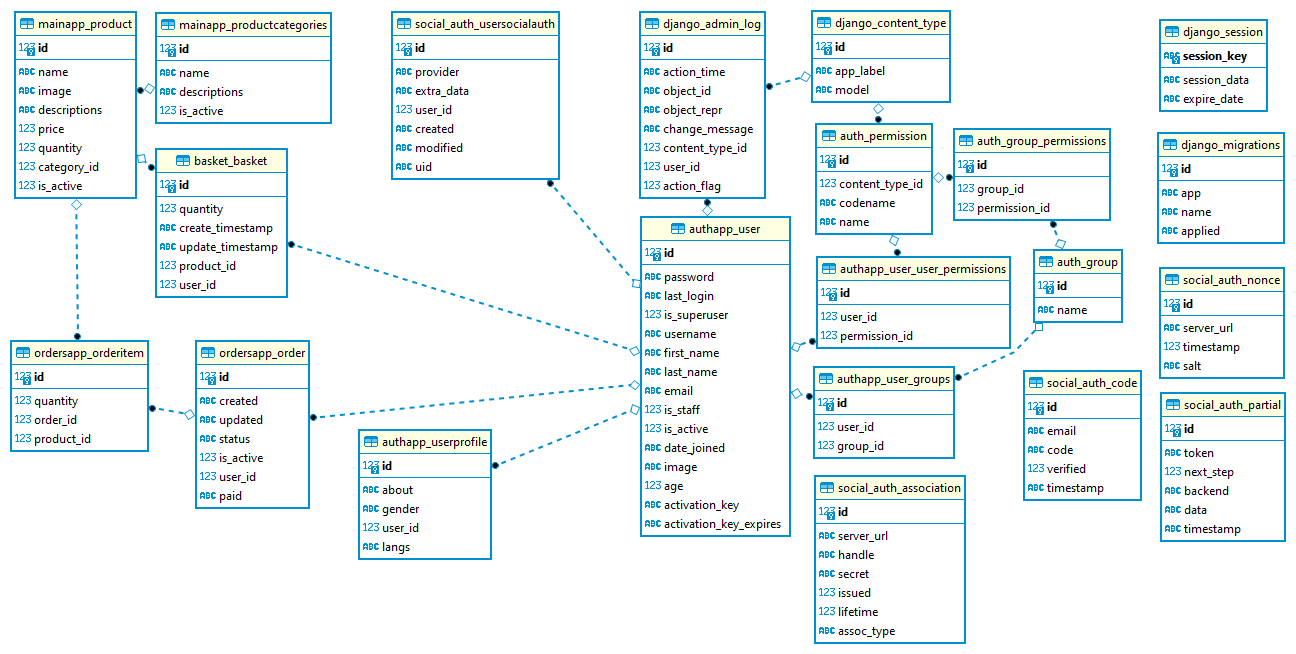 mainapp_product
123 id
ABC name
ABC image
ABC descriptions
123 price
123 quantity
123 category_id
123 is_active
mainapp_productcategories
123 id
ABC name
ABC descriptions
123 is_active
basket_basket
123 id
123 quantity
ABC create_timestamp
ABC update_timestamp
123 product_id
123 user_id
ordersapp_orderitem
123 id
123 quantity
123 order_id
123 product_id
ordersapp_order
123 id
ABC created
ABC updated
ABC status
123 is_active
123 user_id
ABC paid
social_auth_usersocialauth
123 id
ABC provider
ABC extra_data
123 user_id
ABC created
ABC modified
ABC uid
authapp_userprofile
123 id
ABC about
ABC gender
123 user_id
ABC langs
django_admin_log
123 id
ABC action_time
ABC object_id
ABC object_repr
ABC change_message
123 content_type_id
123 user_id
123 action_flag
authapp_user
123 id
ABC password
ABC last_login
123 is_superuser
ABC username
ABC first_name
ABC last_name
ABC email
123 is_staff
123 is_active
ABC date_joined
ABC image
123 age
ABC activation_key
ABC activation_key_expires
django_content_type
123 id
ABC app_label
ABC model
auth_permission
123 id
123 content_type_id
ABC codename
ABC name
auth_group_permissions
123 id
123 group_id
123 permission_id
authapp_user_user_permissions
123 id
123 user_id
123 permission_id
auth_group
123 id
ABC name
authapp_user_groups
123 id
123 user_id
123 group_id
social_auth_association
123 id
ABC server_url
ABC handle
ABC secret
123 issued
123 lifetime
ABC assoc_type
social_auth_code
123 id
ABC email
ABC code
123 verified
ABC timestamp
django_session
ABC session_key
ABC session_data
ABC expire_date
django_migrations
123 id
ABC app
ABC name
ABC applied
social_auth_nonce
123 id
ABC server_url
123 timestamp
ABC salt
social_auth_partial
123 id
ABC token
123 next_step
ABC backend
ABC data
ABC timestamp